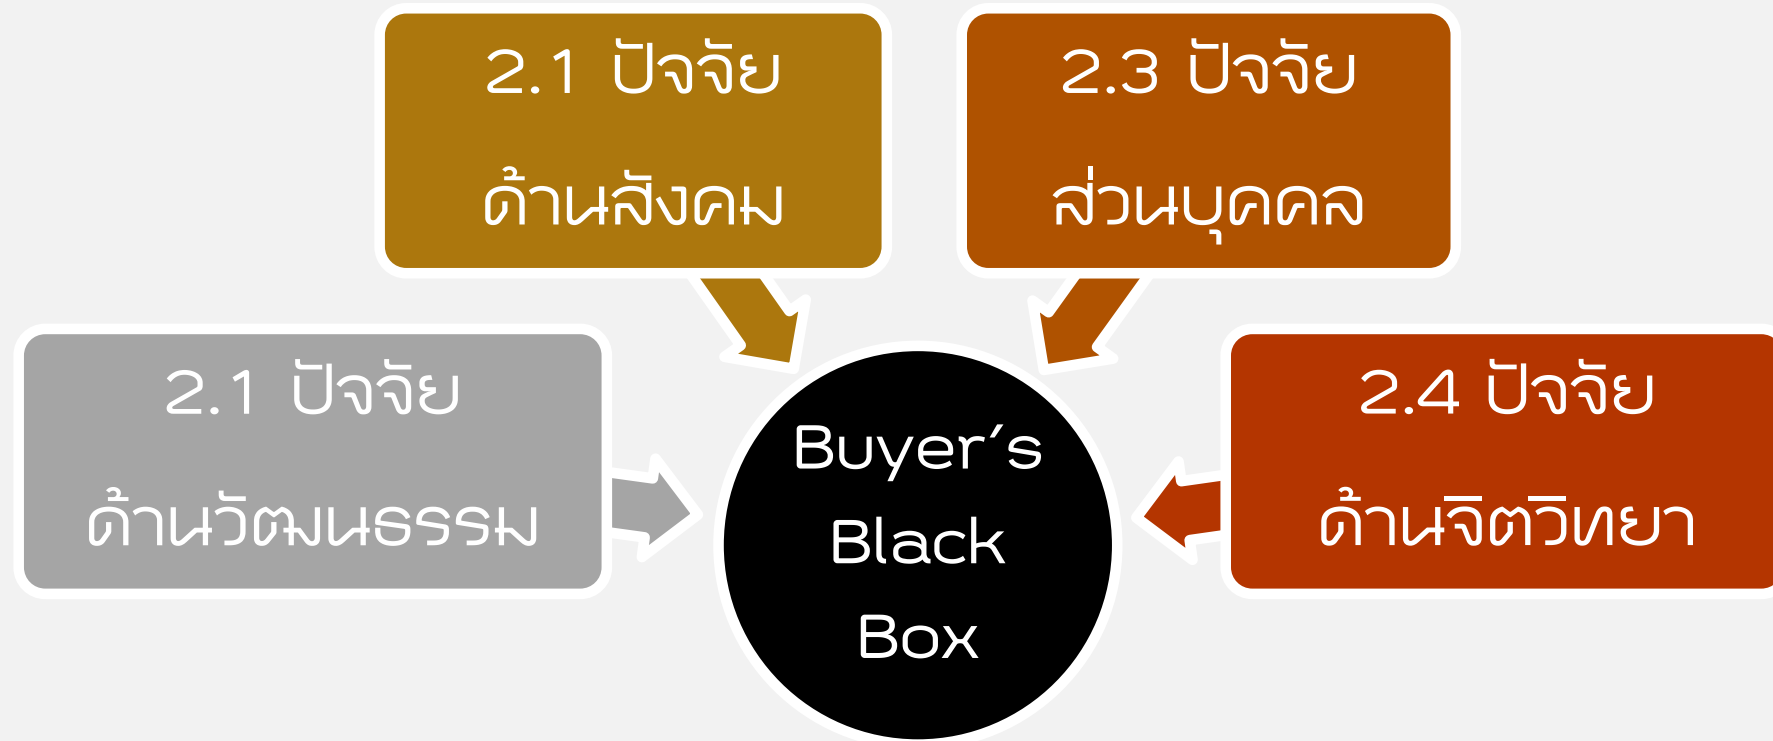 2.1 ปัจจัย
ด้านสังคม
2.3 ปัจจัย
ส่วนบุคคล
2.1 ปัจจัย
ด้านวัฒนธรรม
Buyer's
Black
Box
2.4 ปัจจัย
ด้านจิตวิทยา